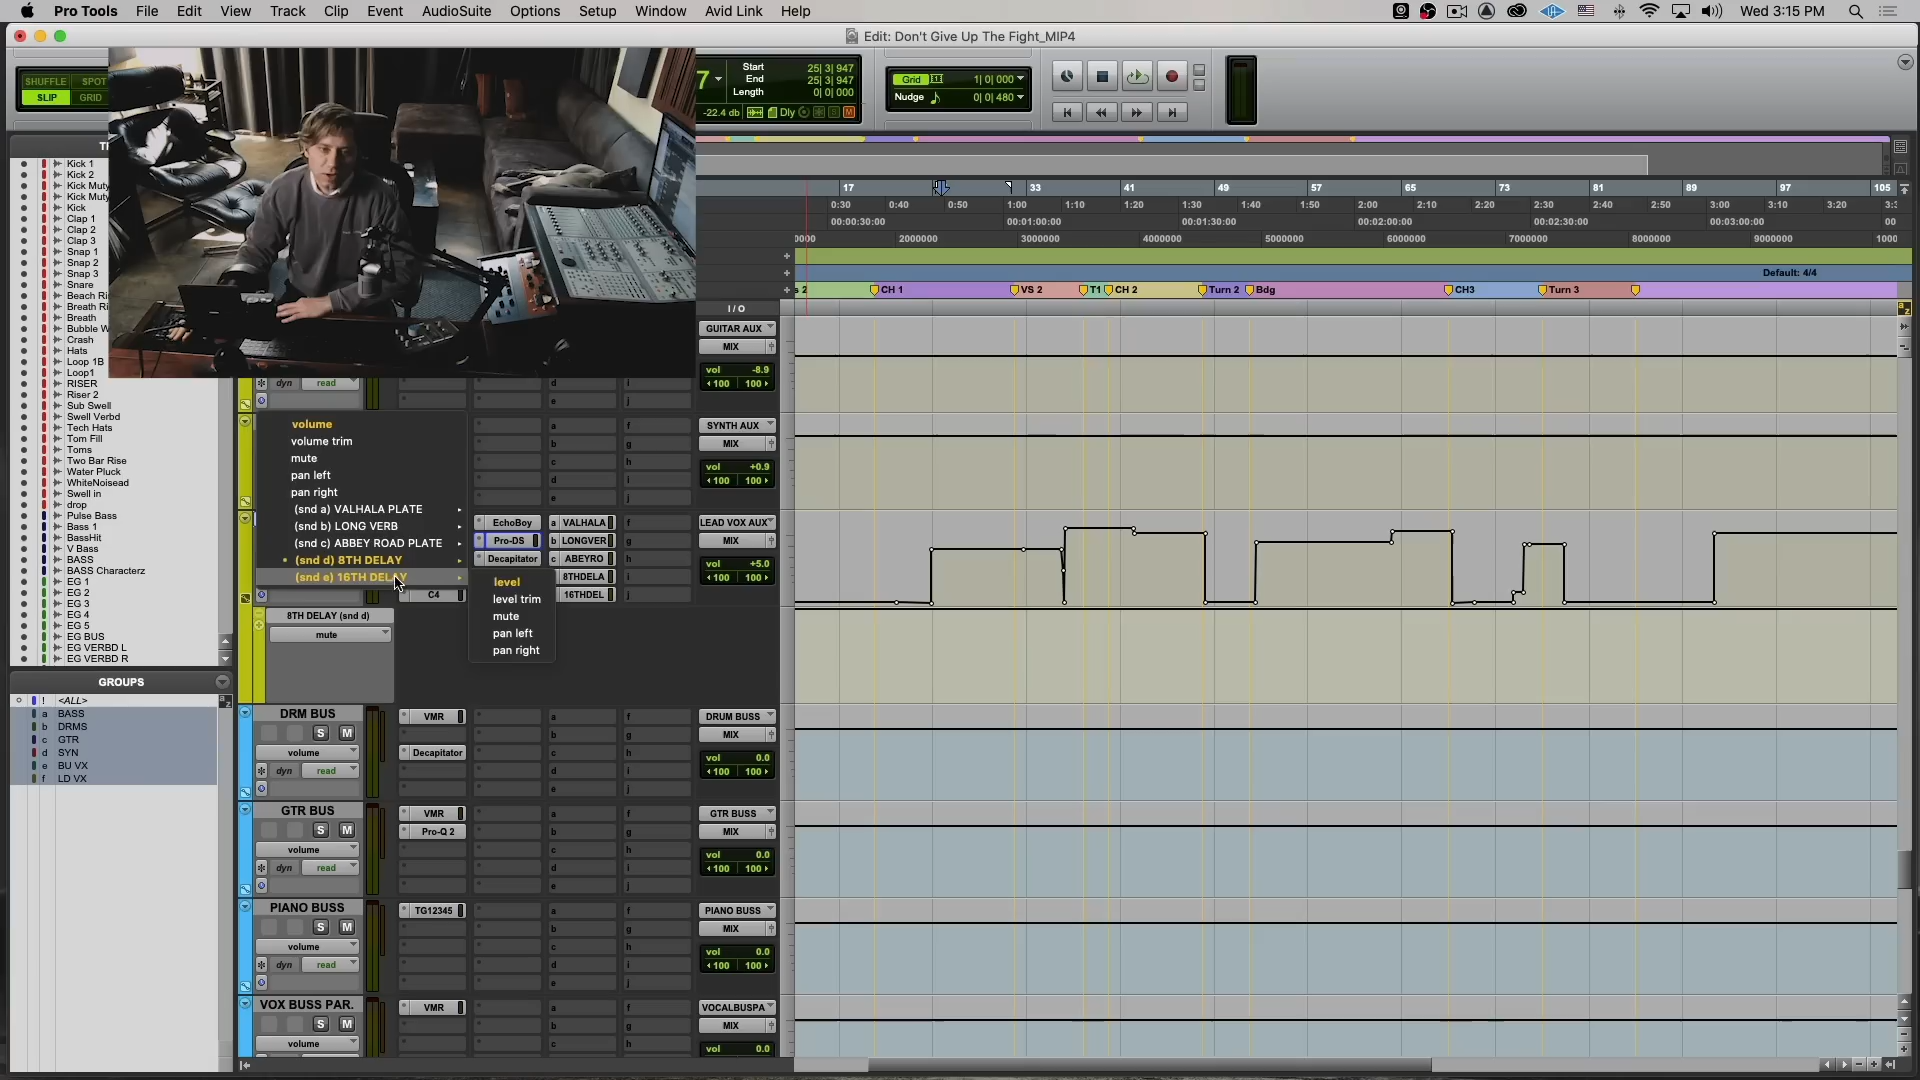 Pro Tools File Edit View Track Clip Event AudioSuite Options Setup Window Avid Link Help Wed 3:15 PM
Edit: Don't Give Up The Fight_MIP4
SHUFFLE SPOT
SLIP GRID
Start 25| 3| 947
End 25| 3| 947
Length 0| 0| 000
-22.4 db Dly
Grid 1| 0| 000
Nudge 0| 0| 480
17 33 41 49 57 65 73 81 89 97 105
0:30 0:40 0:50 1:00 1:10 1:20 1:30 1:40 1:50 2:00 2:10 2:20 2:30 2:40 2:50 3:00 3:10 3:20
00:00:30:00 00:01:00:00 00:01:30:00 00:02:00:00 00:02:30:00 00:03:00:00
2000000 3000000 4000000 5000000 6000000 7000000 8000000 9000000
Default: 4/4
CH 1 VS 2 T1 CH 2 Turn 2 Bdg CH3 Turn 3
Kick 1
Kick 2
Kick Muty
Kick Muty
Kick
Clap 1
Clap 2
Clap 3
Snap 1
Snap 2
Snap 3
Snare
Beach Ri
Breath Ri
Breath
Bubble W
Crash
Hats
Loop 1B
Loop1
RISER
Riser 2
Sub Swell
Swell Verbd
Tech Hats
Tom Fill
Toms
Two Bar Rise
Water Pluck
WhiteNoisead
Swell in
drop
Pulse Bass
Bass 1
BassHit
V Bass
BASS
BASS Characterz
EG 1
EG 2
EG 3
EG 4
EG 5
EG BUS
EG VERBD L
EG VERBD R
GROUPS
! <ALL>
a BASS
b DRMS
c GTR
d SYN
e BU VX
f LD VX
I / O
GUITAR AUX
MIX
vol -8.9
100 100
dyn read
d i
e j
volume
volume trim
mute
pan left
pan right
(snd a) VALHALA PLATE
(snd b) LONG VERB
(snd c) ABBEY ROAD PLATE
(snd d) 8TH DELAY
(snd e) 16TH DELAY
level
level trim
mute
pan left
pan right
a f SYNTH AUX
b g MIX
c h
d i vol +0.9
e j 100 100
EchoBoy a VALHALA f LEAD VOX AUX
Pro-DS b LONGVER g MIX
Decapitator c ABEYRO h
8THDELA i vol +5.0
C4 16THDEL j 100 100
8TH DELAY (snd d)
mute
DRM BUS
S M
volume
dyn read
VMR a f DRUM BUSS
b g MIX
Decapitator c h vol 0.0
d i 100 100
e j
GTR BUS
S M
volume
dyn read
VMR a f GTR BUSS
Pro-Q 2 b g MIX
c h vol 0.0
d i 100 100
e j
PIANO BUSS
S M
volume
dyn read
TG12345 a f PIANO BUSS
b g MIX
c h vol 0.0
d i 100 100
e j
VOX BUSS PAR.
S M
volume
VMR a f VOCALBUSPA
b g MIX
c h vol 0.0